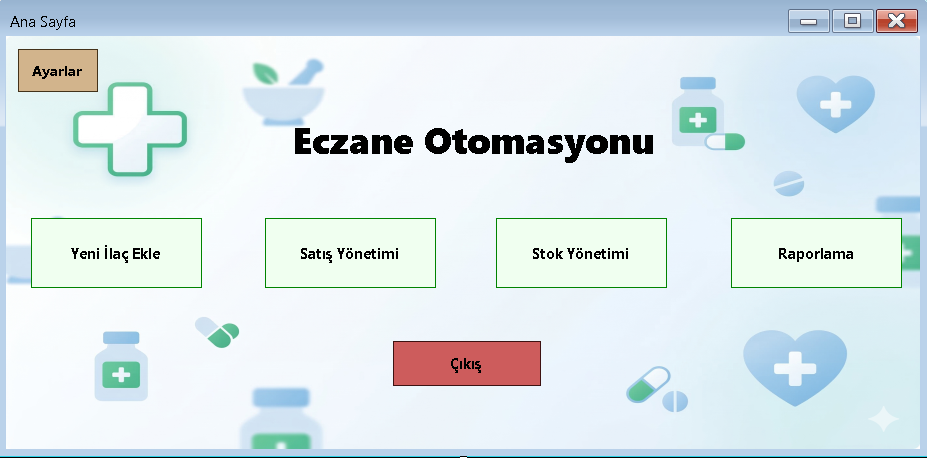 Ana Sayfa
Ayarlar
Eczane Otomasyonu
Yeni İlaç Ekle
Satış Yönetimi
Stok Yönetimi
Raporlama
Çıkış